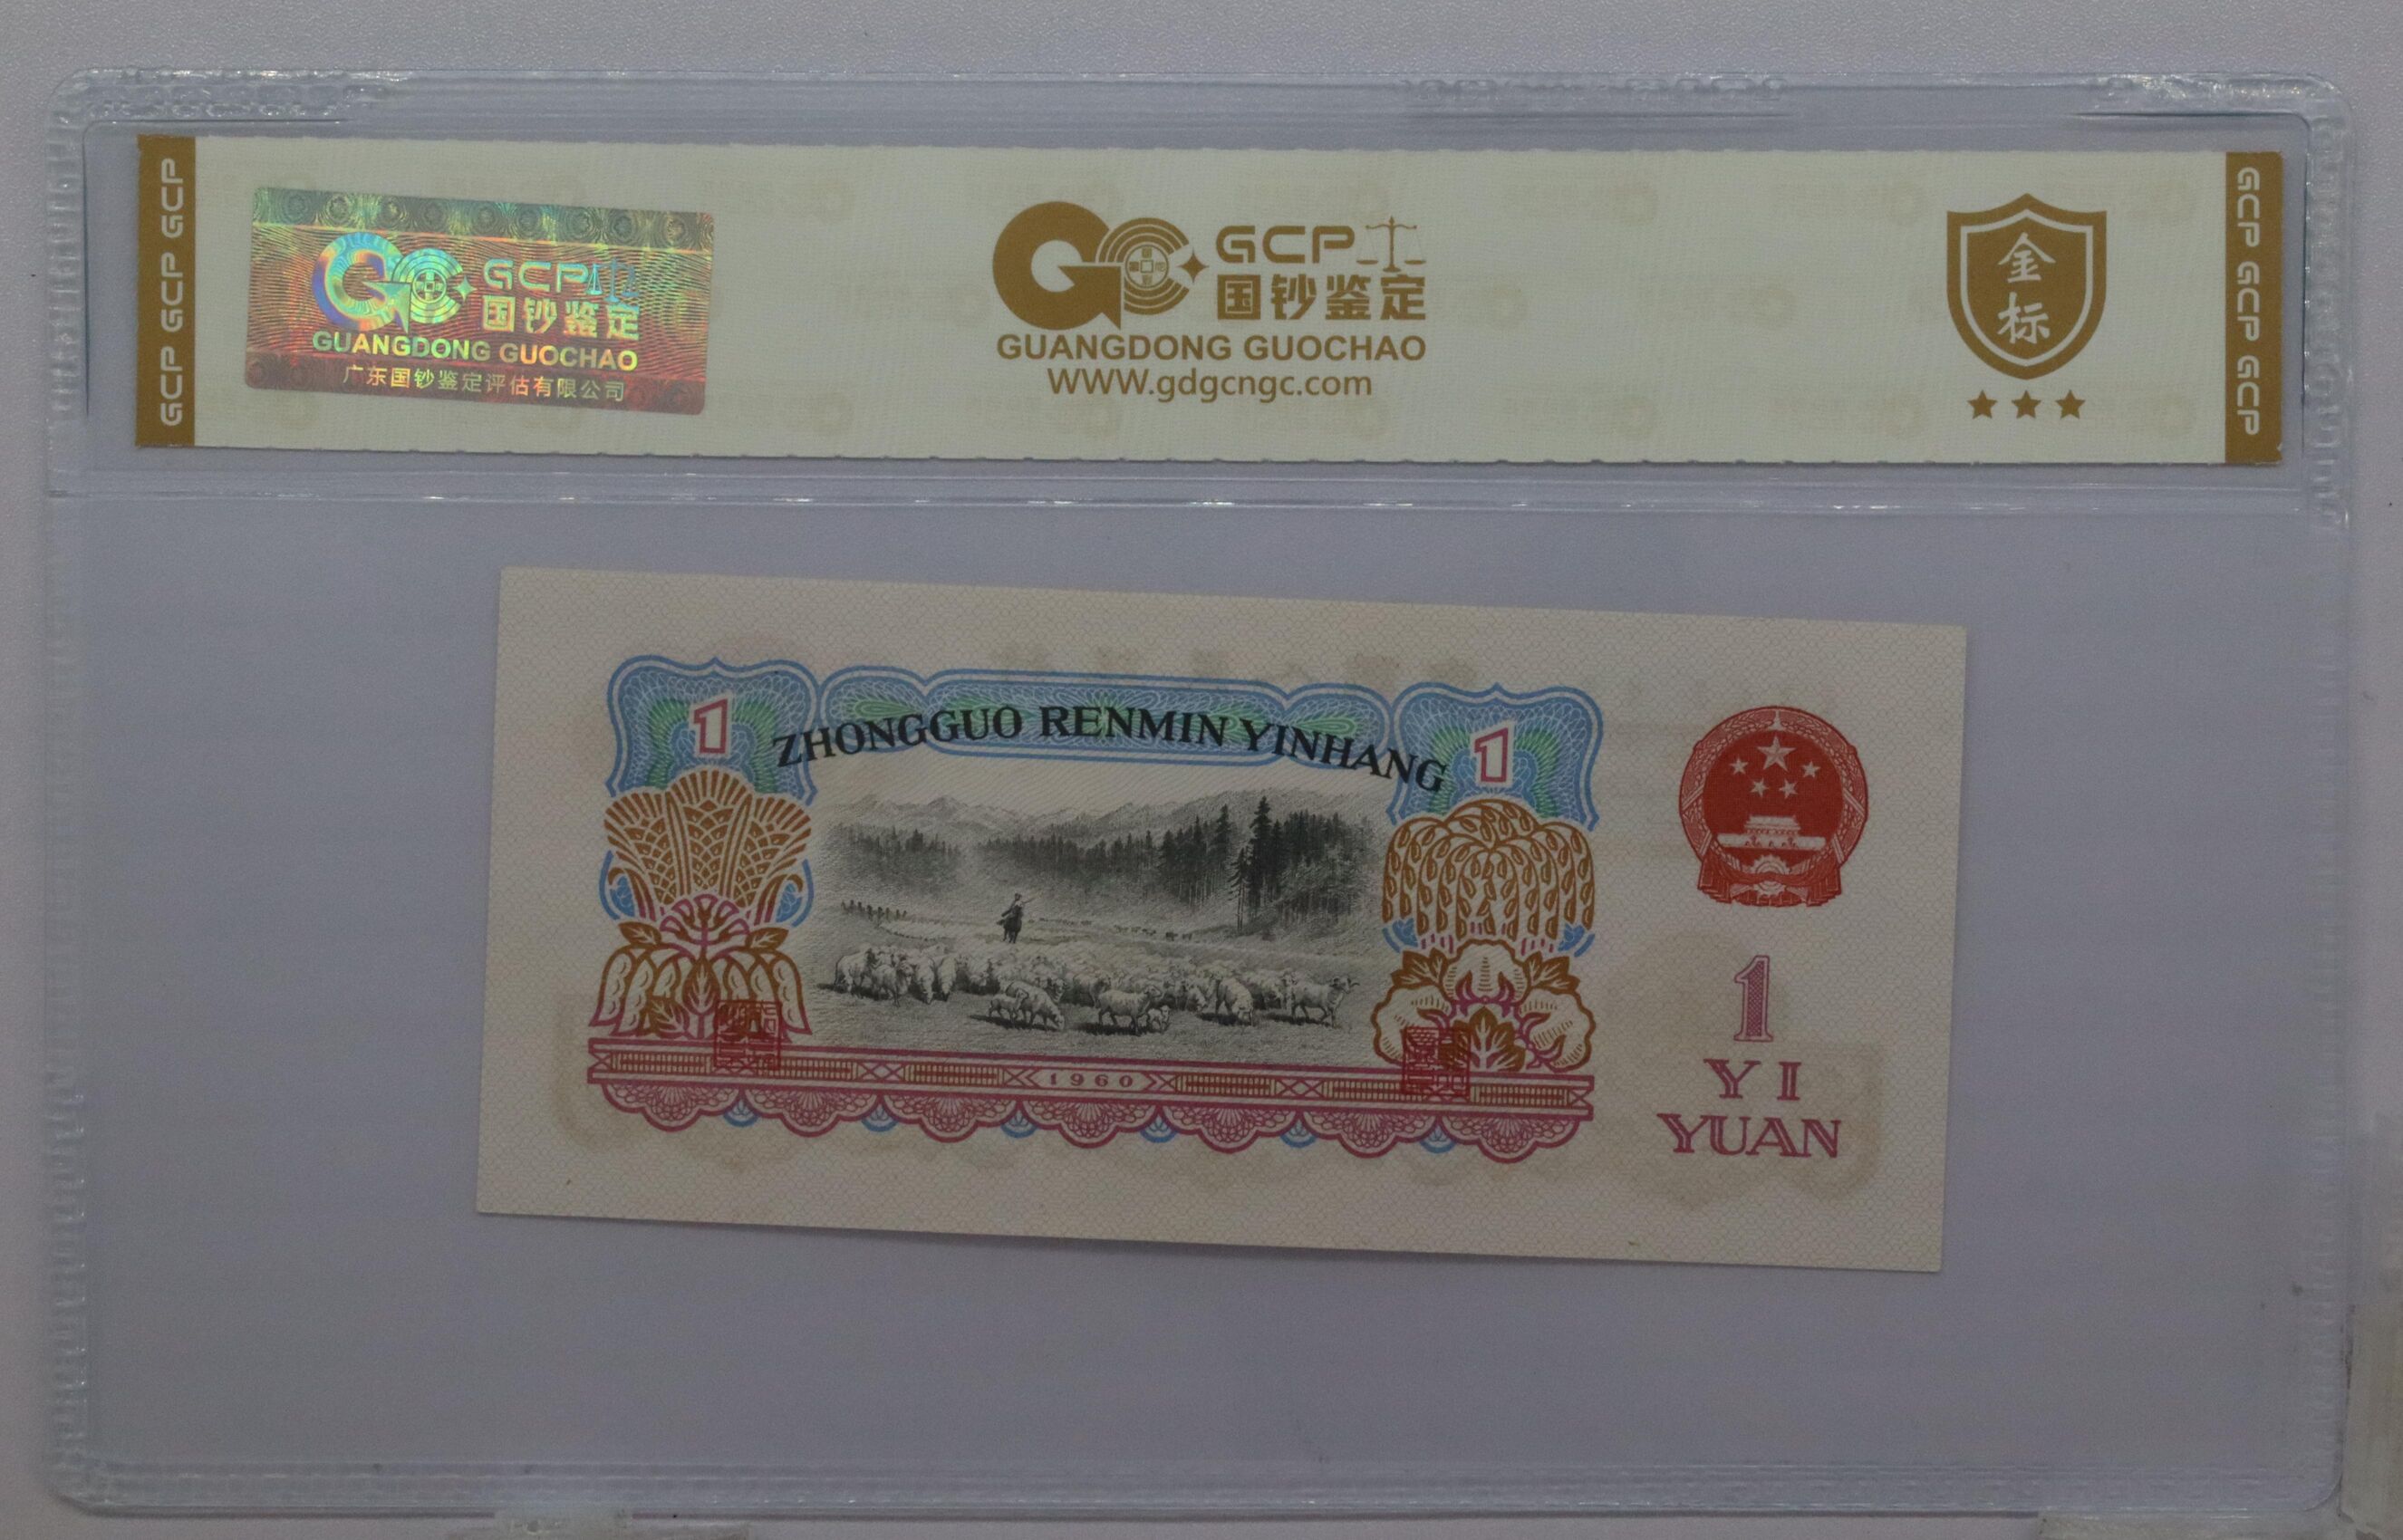 GCP GCP GCP
GCP
国钞鉴定
GUANGDONG GUOCHAO
广东国钞鉴定评估有限公司
GCP
国钞鉴定
GUANGDONG GUOCHAO
WWW.gdgcngc.com
金
标
GCP GCP GCP
1
ZHONGGUO RENMIN YINHANG
1
1960
1
YI
YUAN